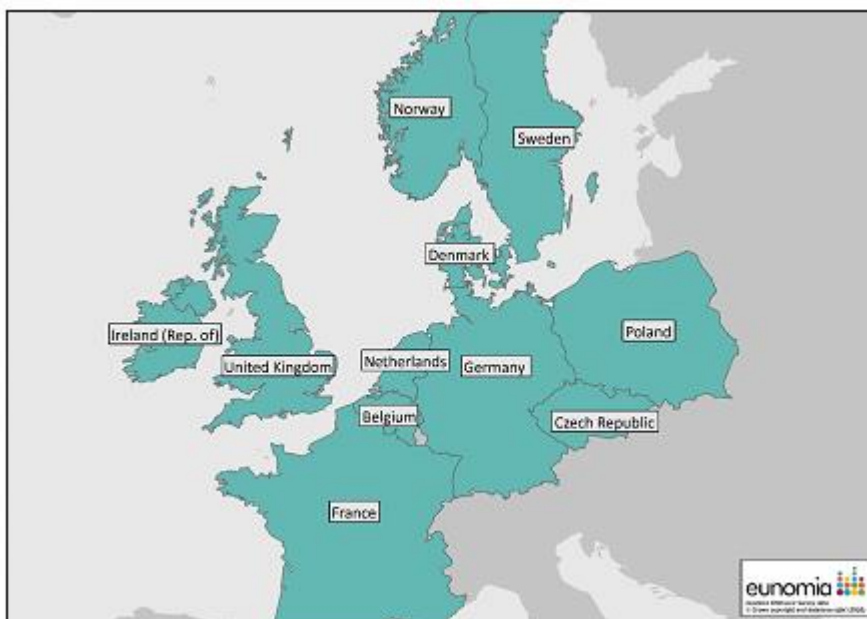 Norway
Sweden
Denmark
Ireland (Rep. of)
United Kingdom
Netherlands
Germany
Poland
Belgium
Czech Republic
France
eunomia